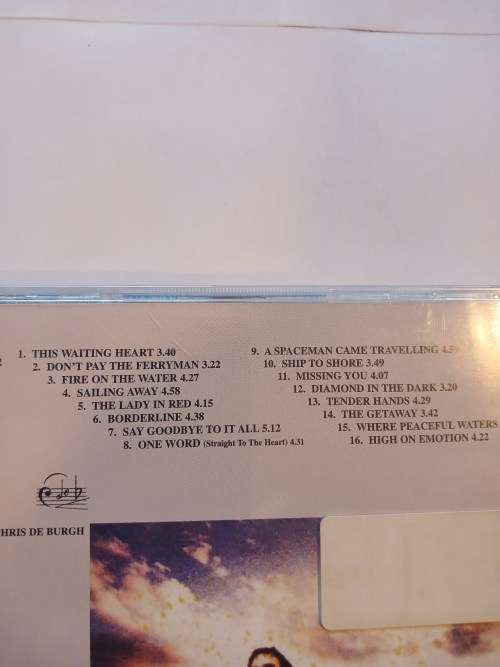 1. THIS WAITING HEART 3.40
2. DON'T PAY THE FERRYMAN 3.22
3. FIRE ON THE WATER 4.27
4. SAILING AWAY 4.58
5. THE LADY IN RED 4.15
6. BORDERLINE 4.38
7. SAY GOODBYE TO IT ALL 5.12
8. ONE WORD (Straight To The Heart) 4.31
9. A SPACEMAN CAME TRAVELLING
10. SHIP TO SHORE 3.49
11. MISSING YOU 4.07
12. DIAMOND IN THE DARK 3.20
13. TENDER HANDS 4.29
14. THE GETAWAY 3.42
15. WHERE PEACEFUL WATERS
16. HIGH ON EMOTION 4.22
HRIS DE BURGH